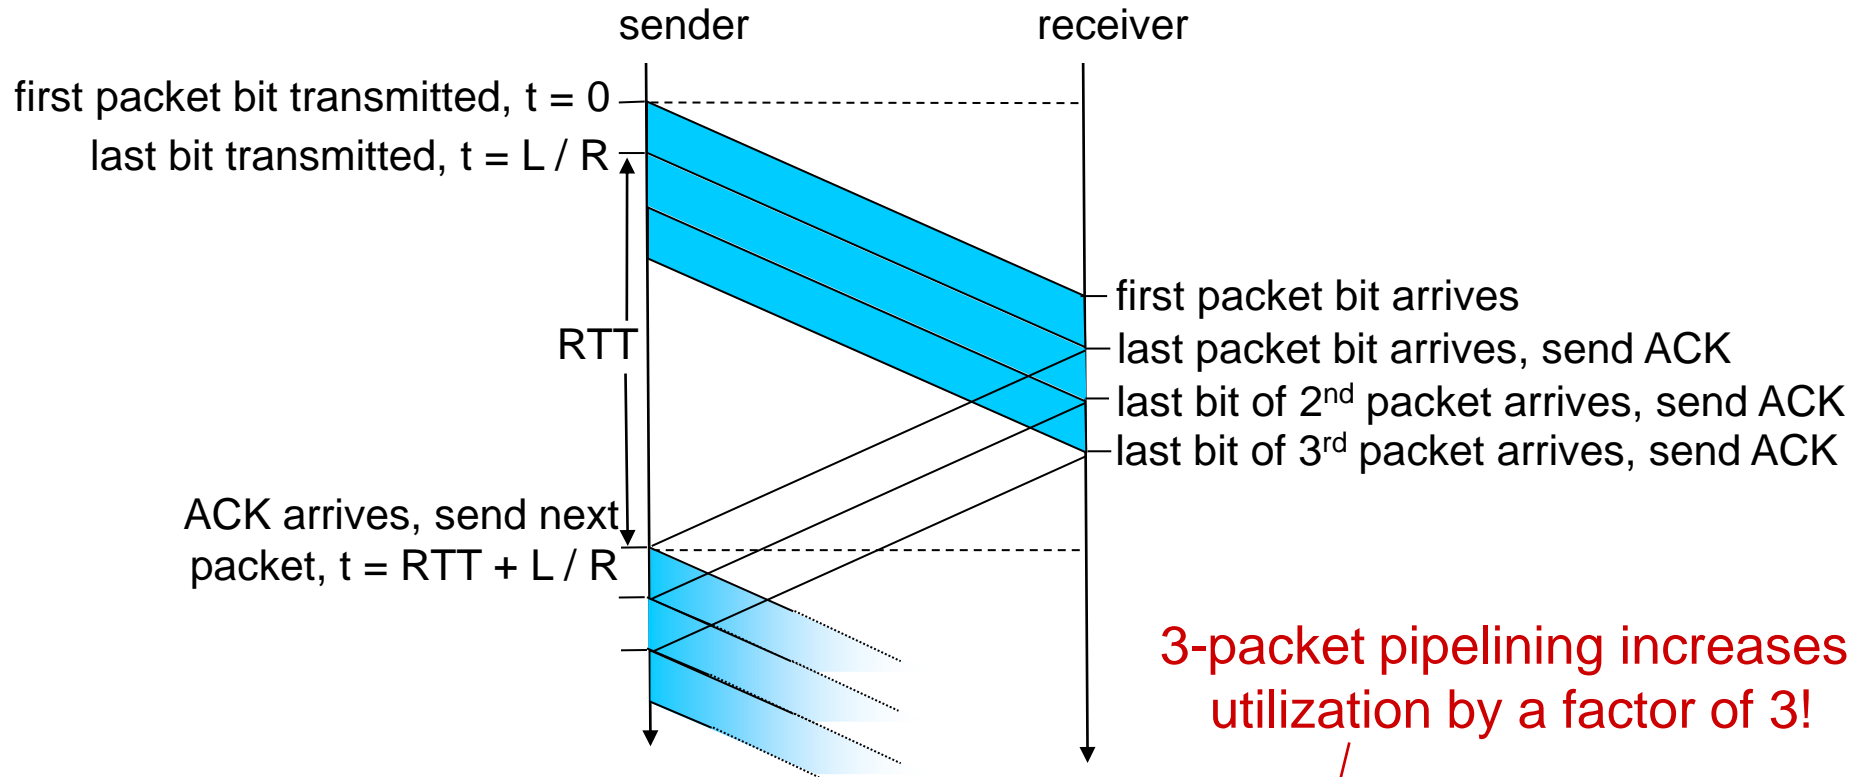 sender
receiver
first packet bit transmitted, t = 0
last bit transmitted, t = L / R
RTT
first packet bit arrives
last packet bit arrives, send ACK
last bit of 2nd packet arrives, send ACK
last bit of 3rd packet arrives, send ACK
ACK arrives, send next
packet, t = RTT + L / R
3-packet pipelining increases
utilization by a factor of 3!